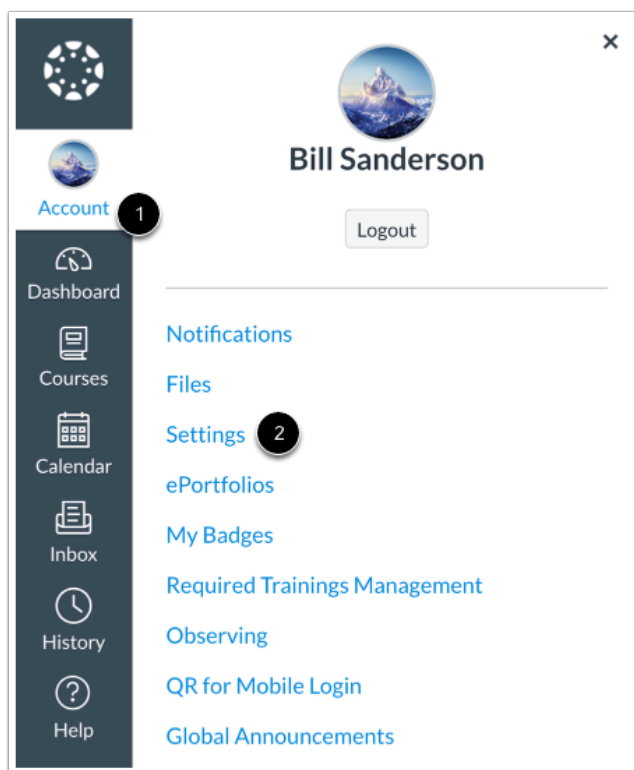 Account
1
Dashboard
Courses
Calendar
Inbox
History
Help
×
Bill Sanderson
Logout
Notifications
Files
Settings 2
ePortfolios
My Badges
Required Trainings Management
Observing
QR for Mobile Login
Global Announcements